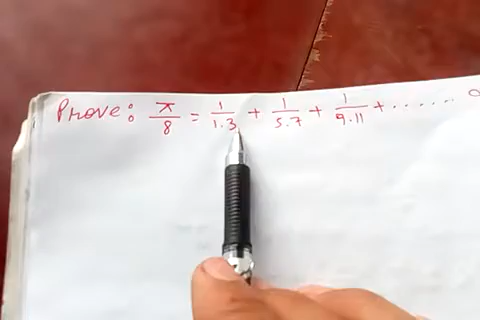 Prove: π/8 = 1/1.3 + 1/5.7 + 1/9.11 + ......